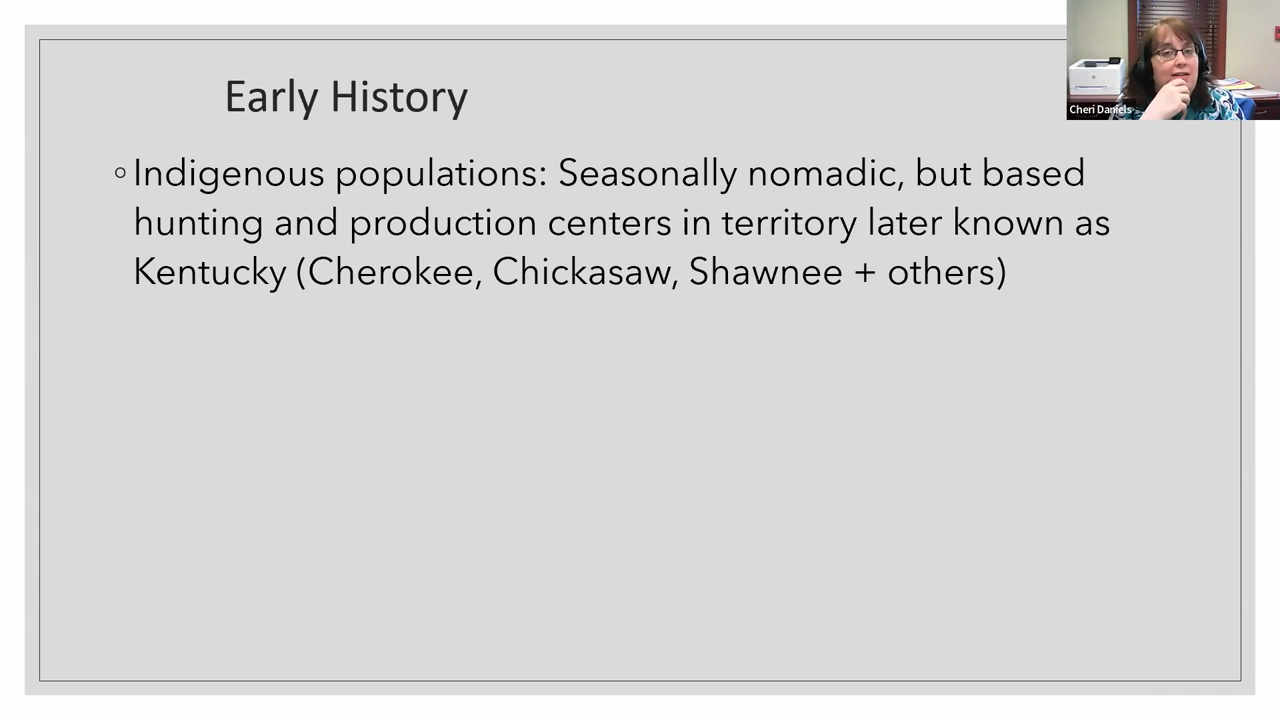 Early History
◦Indigenous populations: Seasonally nomadic, but based
hunting and production centers in territory later known as
Kentucky (Cherokee, Chickasaw, Shawnee + others)
Cheri Daniels